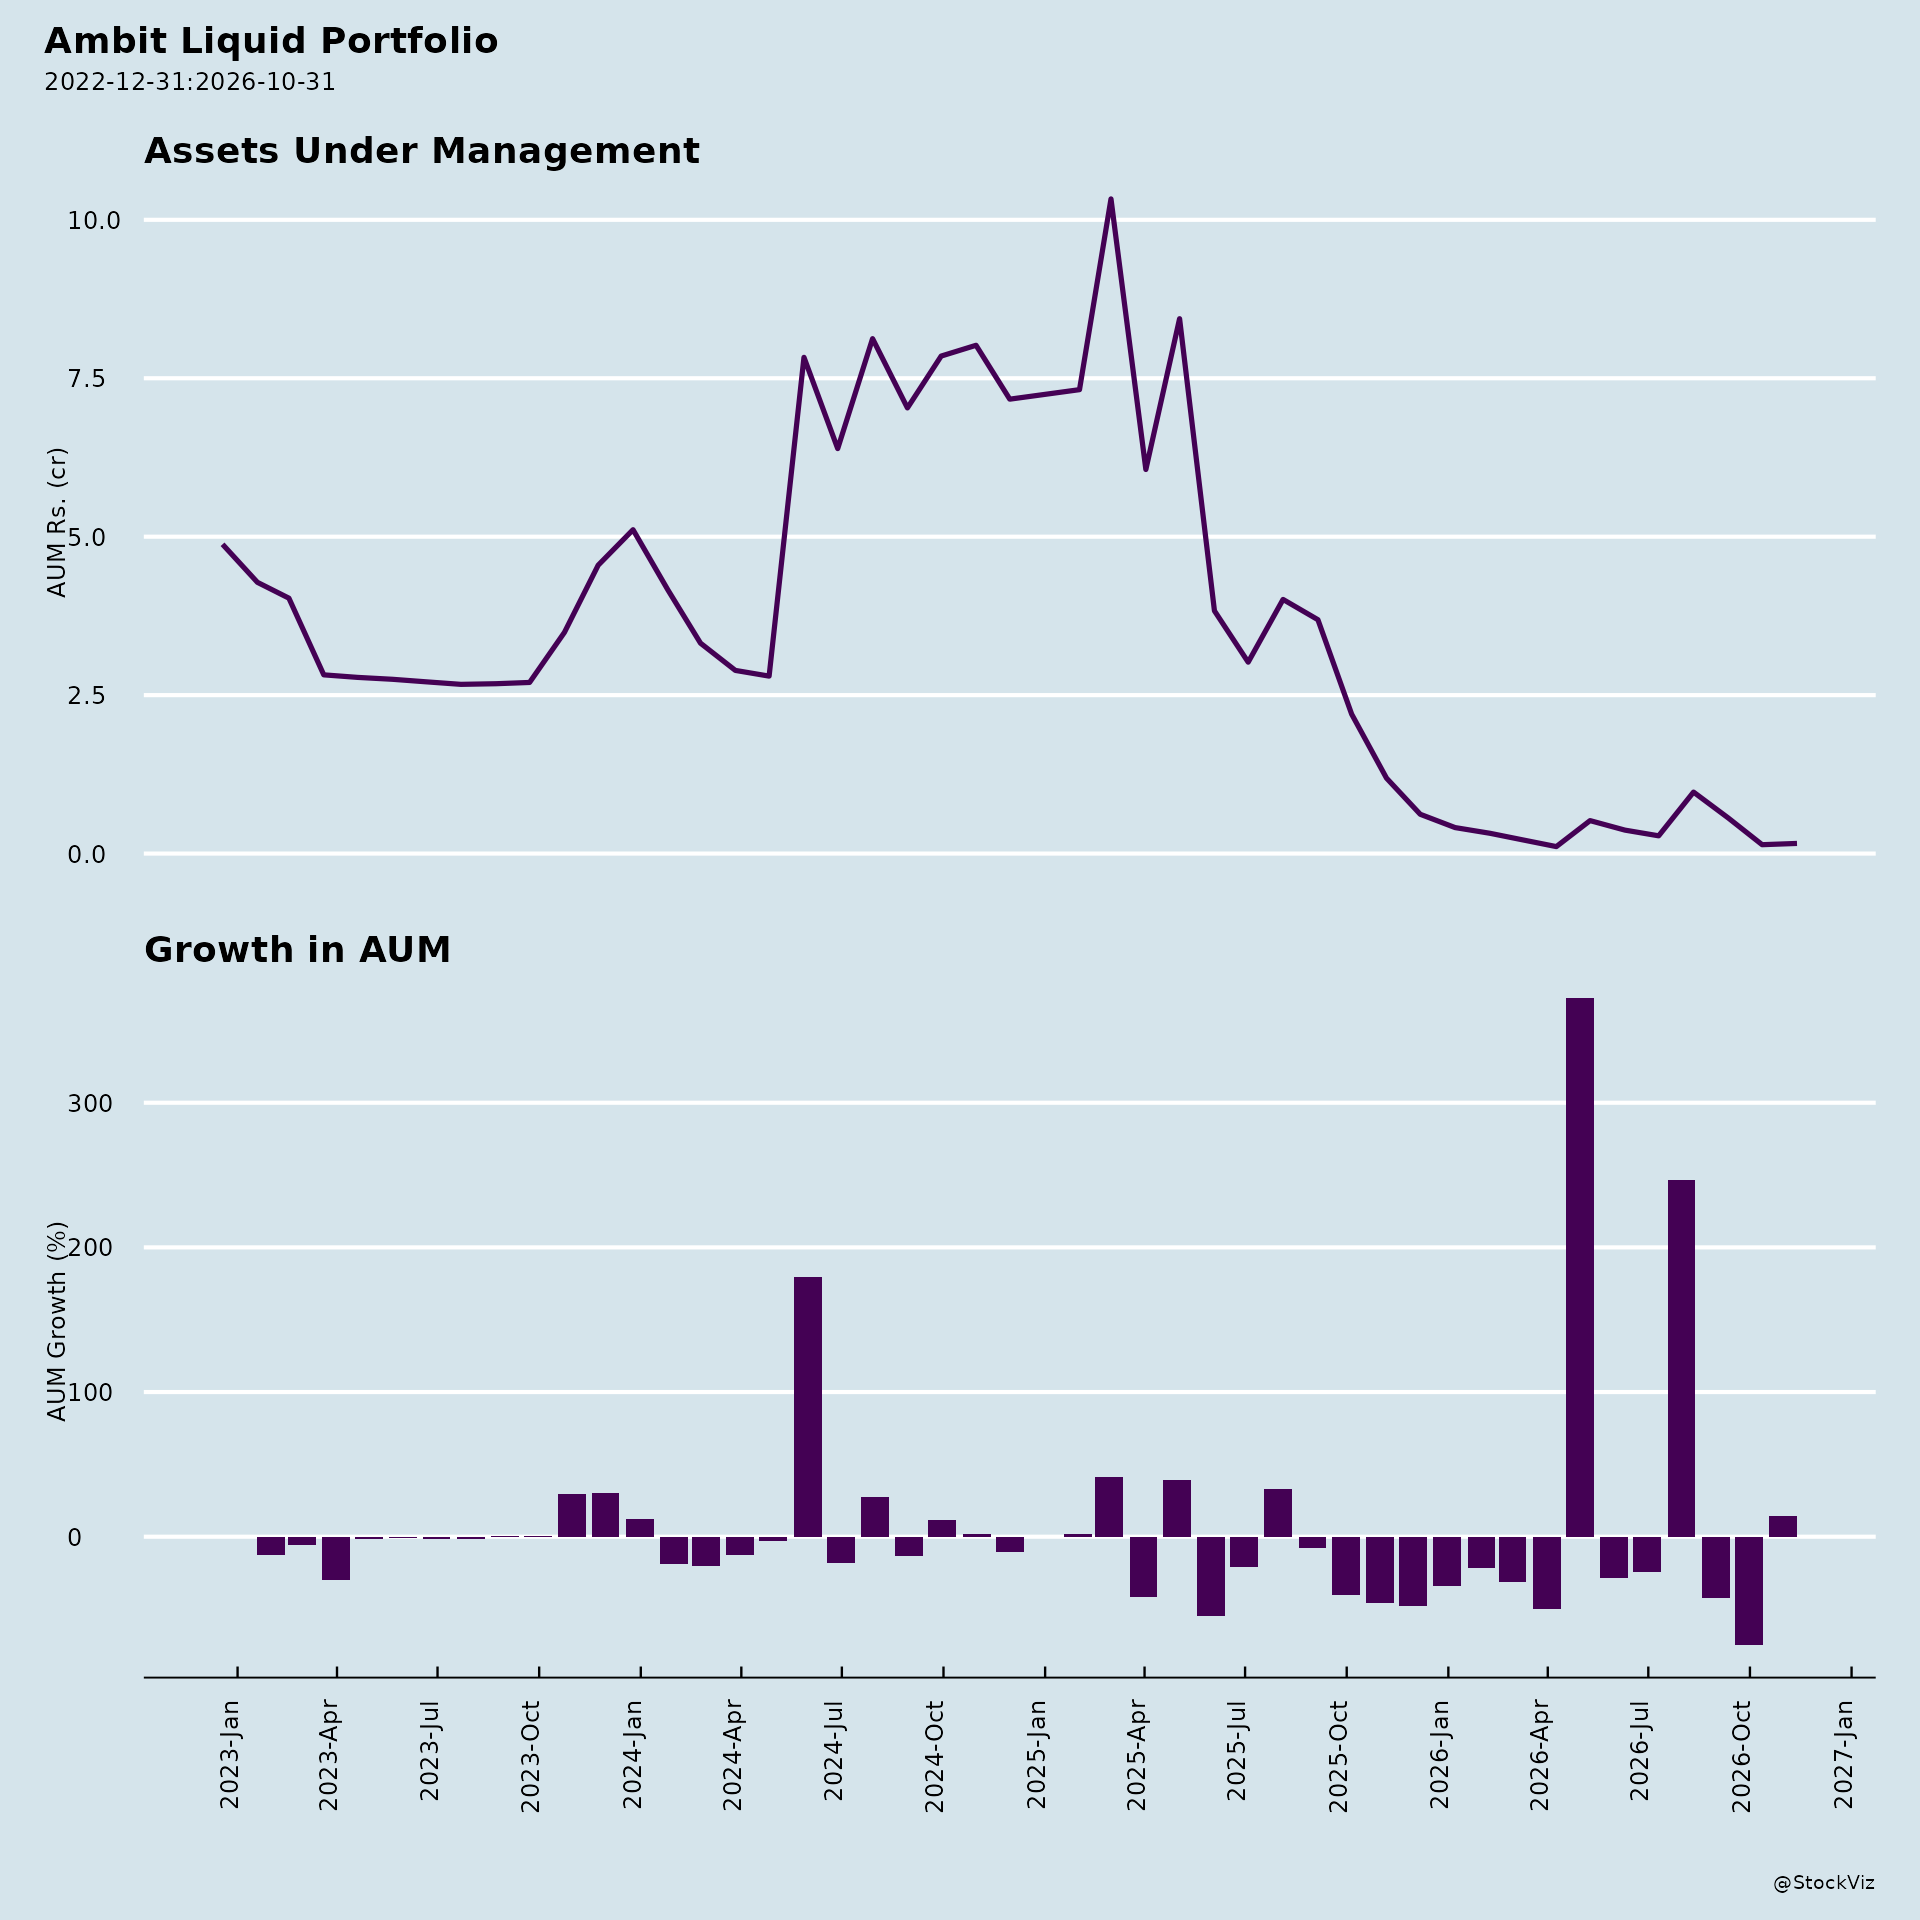 Ambit Liquid Portfolio
2022-12-31:2026-10-31
Assets Under Management
AUM Rs. (cr)
10.0
7.5
5.0
2.5
0.0
Growth in AUM
AUM Growth (%)
300
200
100
0
2023-Jan
2023-Apr
2023-Jul
2023-Oct
2024-Jan
2024-Apr
2024-Jul
2024-Oct
2025-Jan
2025-Apr
2025-Jul
2025-Oct
2026-Jan
2026-Apr
2026-Jul
2026-Oct
2027-Jan
@StockViz